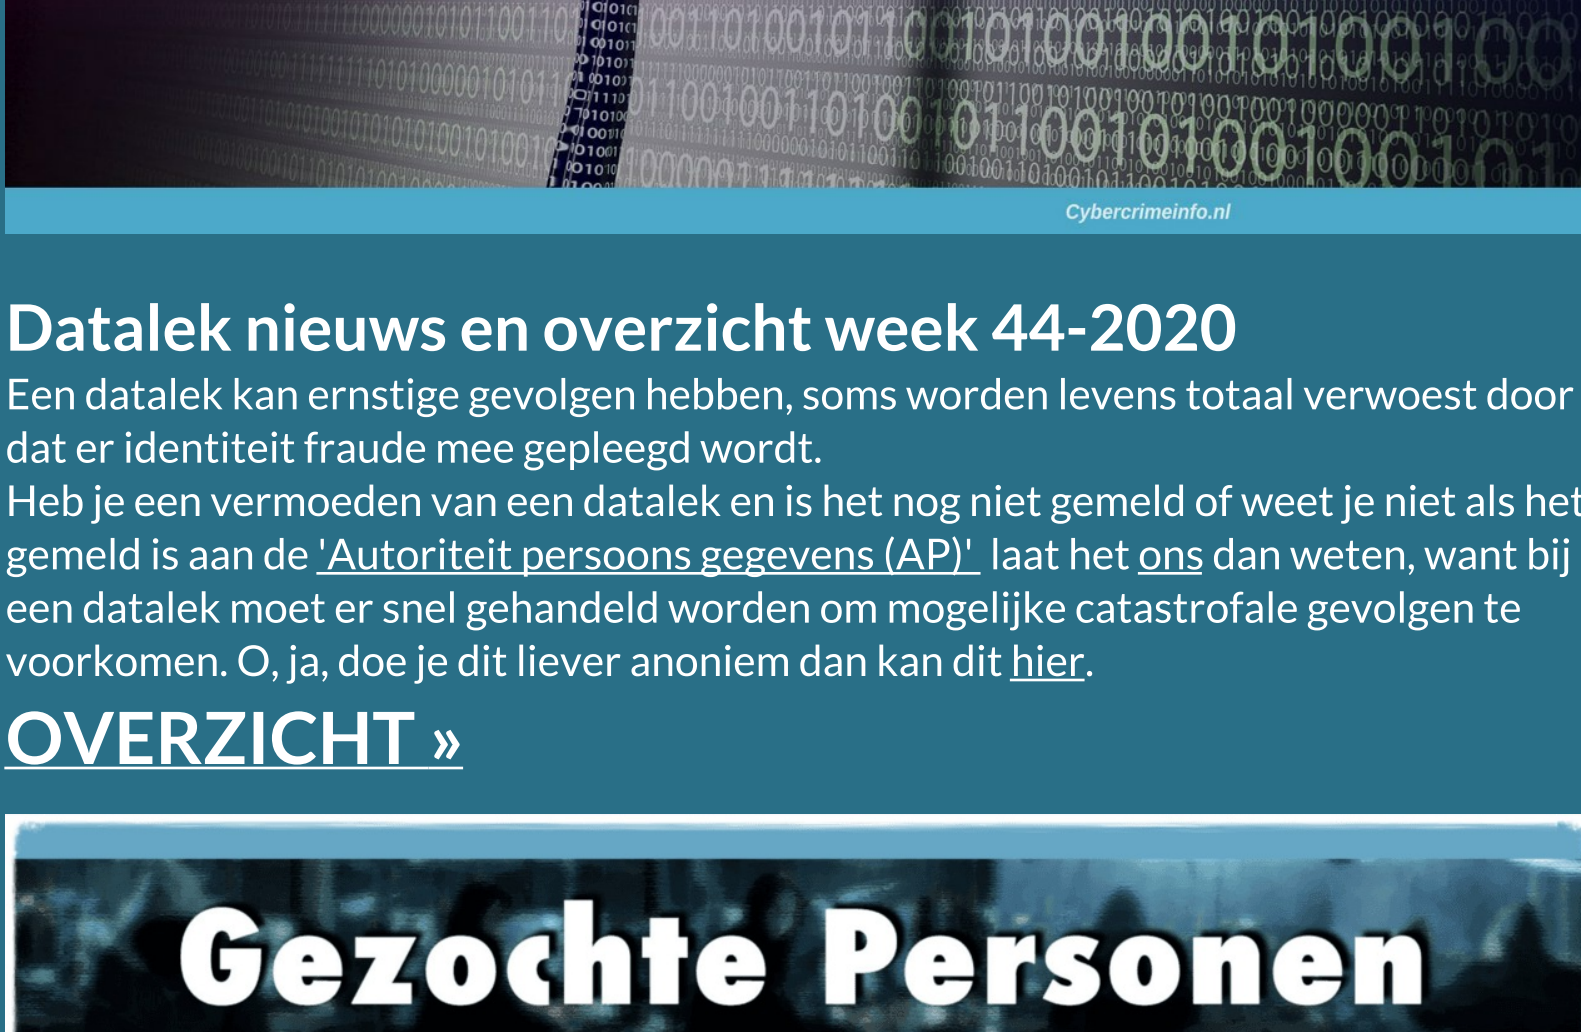 Cybercrimeinfo.nl
Datalek nieuws en overzicht week 44-2020
Een datalek kan ernstige gevolgen hebben, soms worden levens totaal verwoest door
dat er identiteit fraude mee gepleegd wordt.
Heb je een vermoeden van een datalek en is het nog niet gemeld of weet je niet als het
gemeld is aan de 'Autoriteit persoons gegevens (AP)' laat het ons dan weten, want bij
een datalek moet er snel gehandeld worden om mogelijke catastrofale gevolgen te
voorkomen. O, ja, doe je dit liever anoniem dan kan dit hier.
OVERZICHT »
Gezochte Personen